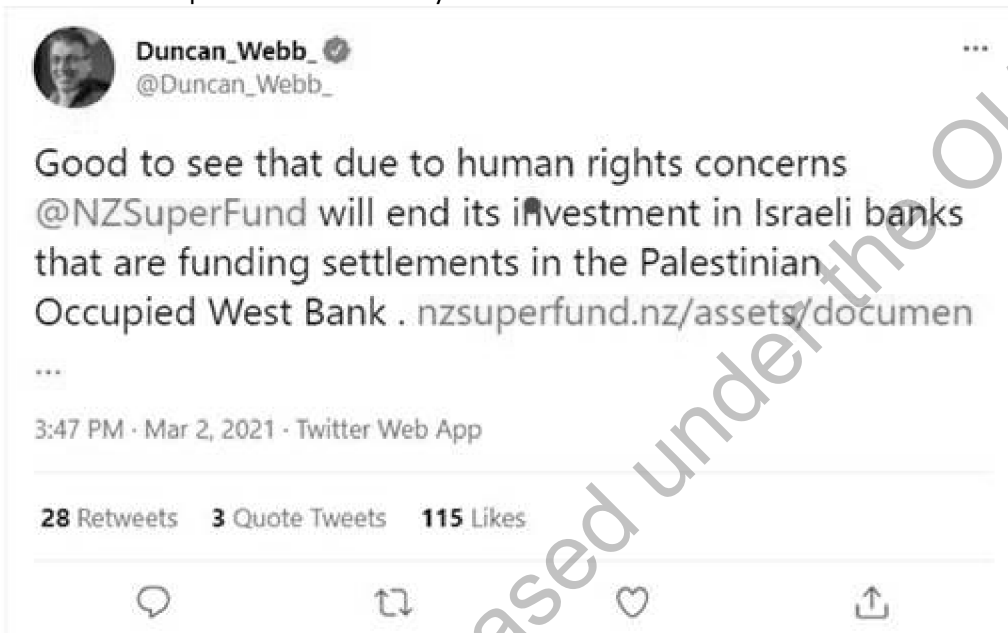 Duncan_Webb_
@Duncan_Webb_
Good to see that due to human rights concerns
@NZSuperFund will end its investment in Israeli banks
that are funding settlements in the Palestinian
Occupied West Bank . nzsuperfund.nz/assets/documen
...
3:47 PM · Mar 2, 2021 · Twitter Web App
28 Retweets 3 Quote Tweets 115 Likes
under the